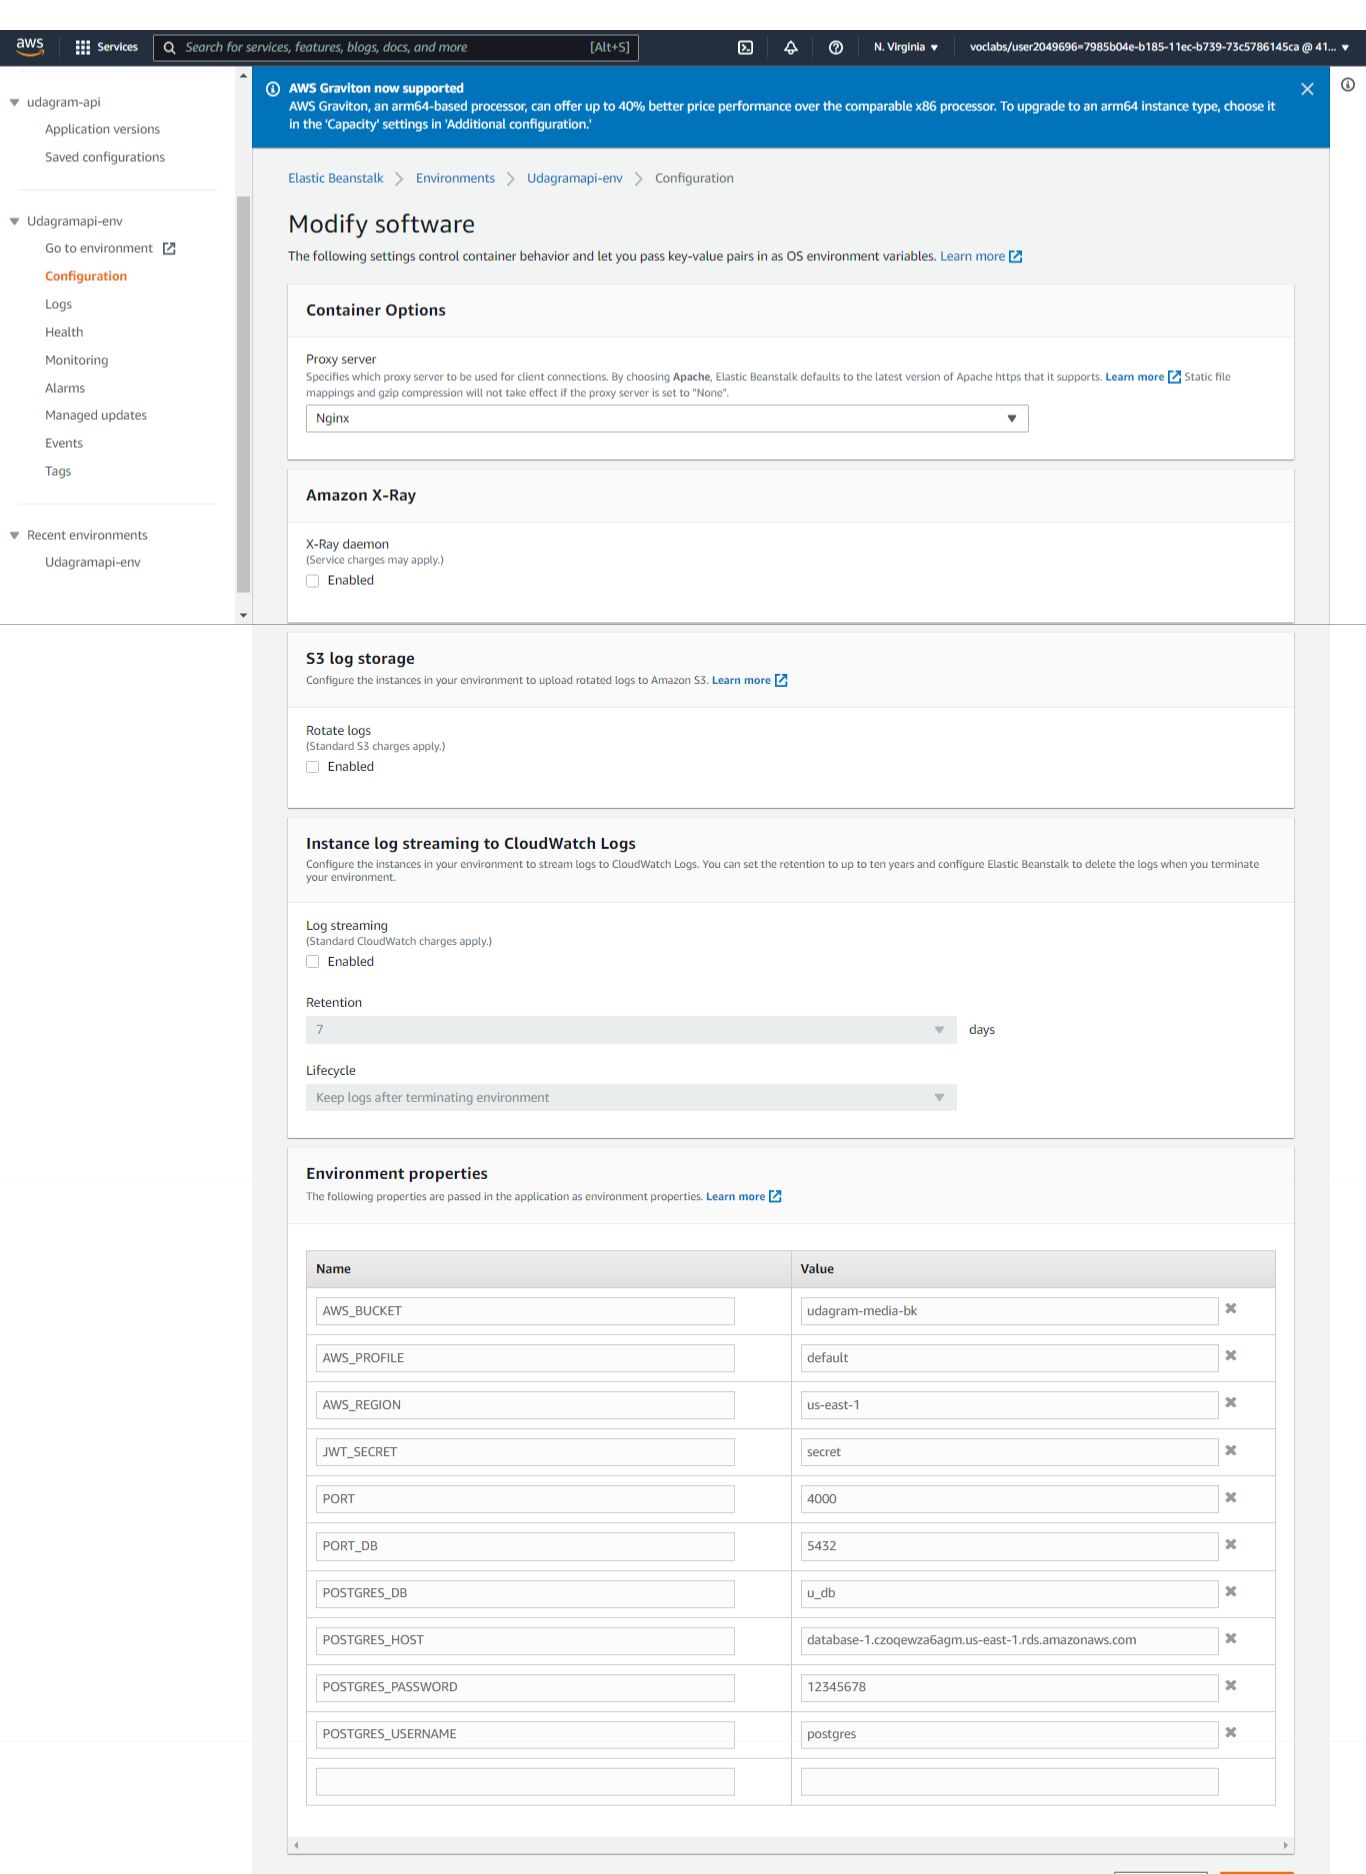 aws
Services
Search for services, features, blogs, docs, and more
[Alt+S]
N. Virginia
voclabs/user2049696=7985b04e-b185-11ec-b739-73c5786145ca @ 41...
udagram-api
Application versions
Saved configurations
Udagramapi-env
Go to environment
Configuration
Logs
Health
Monitoring
Alarms
Managed updates
Events
Tags
Recent environments
Udagramapi-env
AWS Graviton now supported
AWS Graviton, an arm64-based processor, can offer up to 40% better price performance over the comparable x86 processor. To upgrade to an arm64 instance type, choose it
in the 'Capacity' settings in 'Additional configuration.'
Elastic Beanstalk
Environments
Udagramapi-env
Configuration
Modify software
The following settings control container behavior and let you pass key-value pairs in as OS environment variables. Learn more
Container Options
Proxy server
Specifies which proxy server to be used for client connections. By choosing Apache, Elastic Beanstalk defaults to the latest version of Apache https that it supports. Learn more Static file
mappings and gzip compression will not take effect if the proxy server is set to "None".
Nginx
Amazon X-Ray
X-Ray daemon
(Service charges may apply.)
Enabled
S3 log storage
Configure the instances in your environment to upload rotated logs to Amazon S3. Learn more
Rotate logs
(Standard S3 charges apply.)
Enabled
Instance log streaming to CloudWatch Logs
Configure the instances in your environment to stream logs to CloudWatch Logs. You can set the retention to up to ten years and configure Elastic Beanstalk to delete the logs when you terminate
your environment.
Log streaming
(Standard CloudWatch charges apply.)
Enabled
Retention
7
days
Lifecycle
Keep logs after terminating environment
Environment properties
The following properties are passed in the application as environment properties. Learn more
Name
Value
AWS_BUCKET
udagram-media-bk
AWS_PROFILE
default
AWS_REGION
us-east-1
JWT_SECRET
secret
PORT
4000
PORT_DB
5432
POSTGRES_DB
u_db
POSTGRES_HOST
database-1.czoqewza6agm.us-east-1.rds.amazonaws.com
POSTGRES_PASSWORD
12345678
POSTGRES_USERNAME
postgres